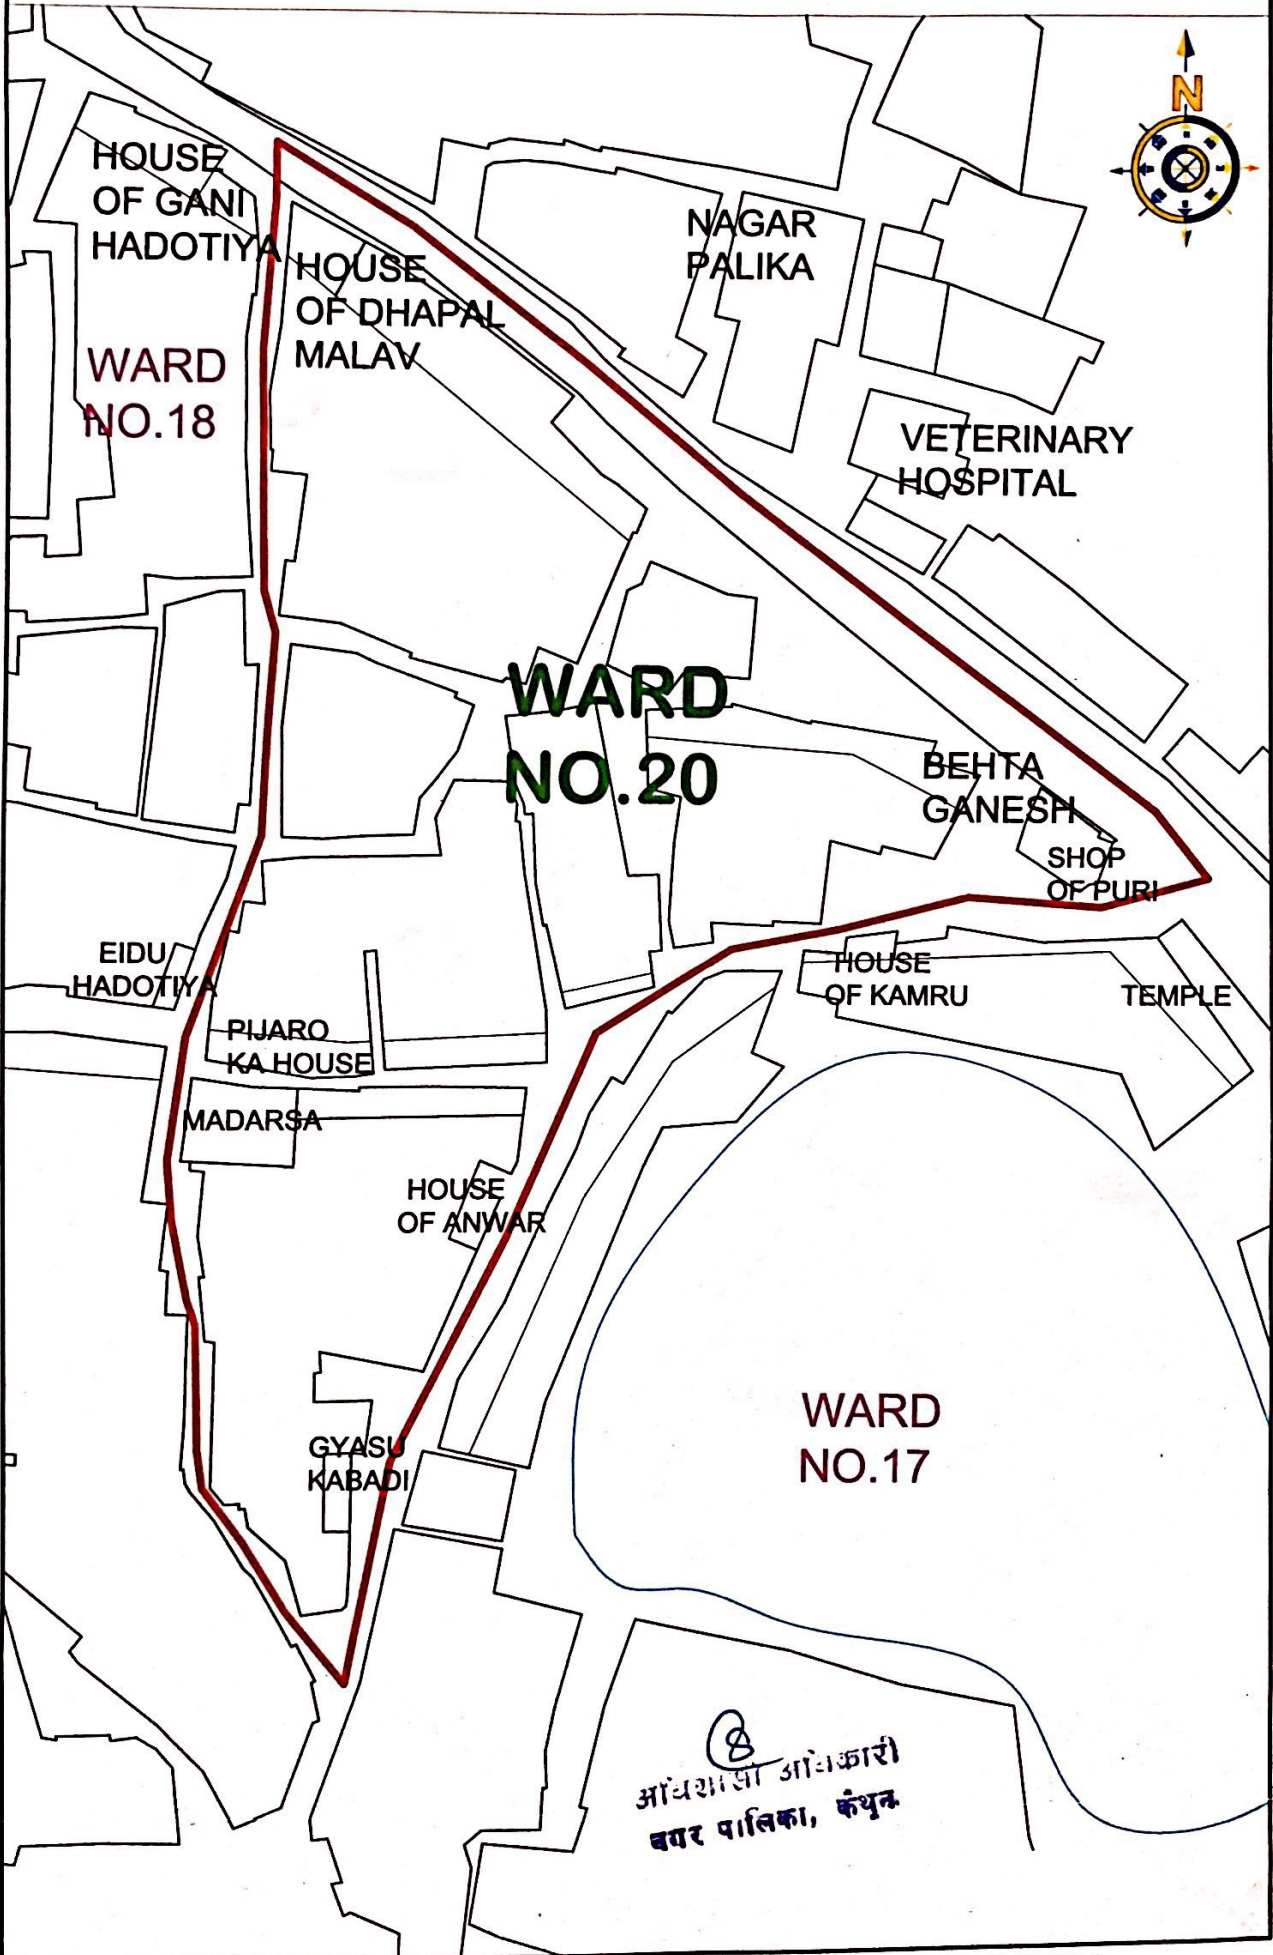 N
HOUSE
OF GANI
HADOTIYA
HOUSE
OF DHAPAL
MALAV
NAGAR
PALIKA
WARD
NO.18
VETERINARY
HOSPITAL
WARD
NO.20
BEHTA
GANESH
SHOP
OF PURI
EIDU
HADOTIYA
HOUSE
OF KAMRU
TEMPLE
PIJARO
KA HOUSE
MADARSA
HOUSE
OF ANWAR
WARD
NO.17
GYASU
KABADI
अधिशासी अधिकारी
नगर पालिका, कैथून